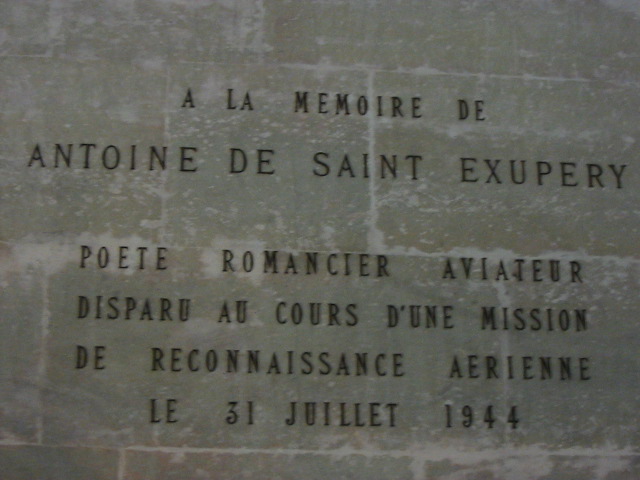 A LA MEMOIRE DE
ANTOINE DE SAINT EXUPERY
POETE ROMANCIER AVIATEUR
DISPARU AU COURS D'UNE MISSION
DE RECONNAISSANCE AERIENNE
LE 31 JUILLET 1944